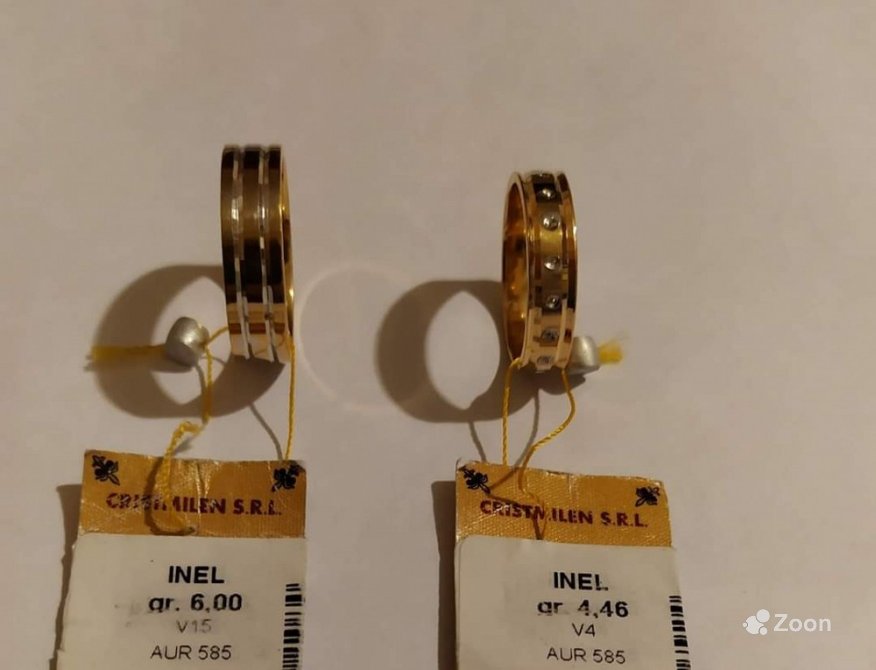 CRISTMILEN S.R.L.
INEL
gr. 6,00
V15
AUR 585
CRISTMILEN S.R.L.
INEL
gr. 4,46
V4
AUR 585
Zoon